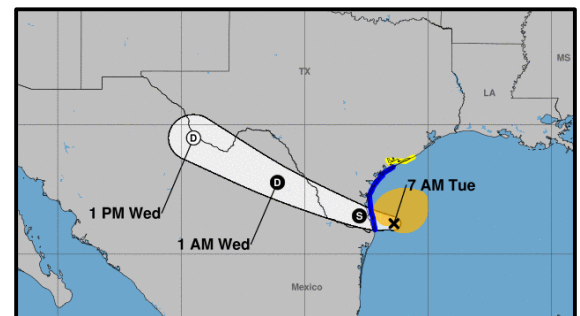 MS
TX
LA
D
7 AM Tue
D
1 PM Wed
S
1 AM Wed
Mexico